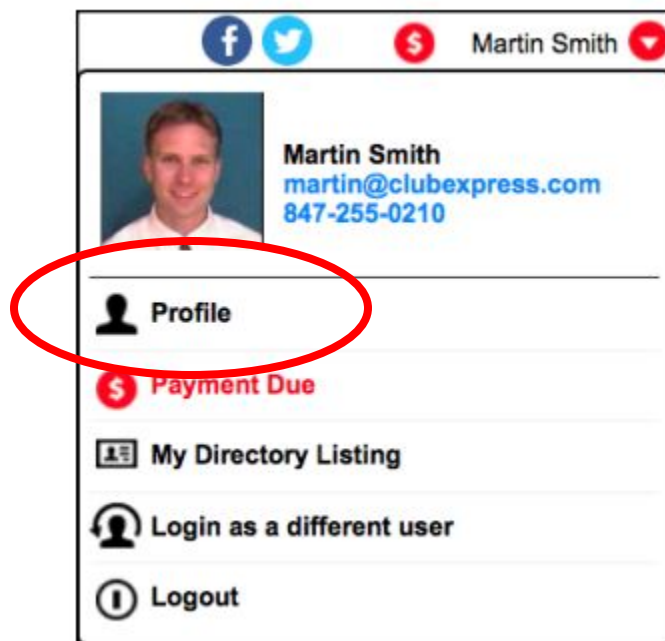 Martin Smith
Martin Smith
martin@clubexpress.com
847-255-0210
Profile
$ Payment Due
My Directory Listing
Login as a different user
Logout